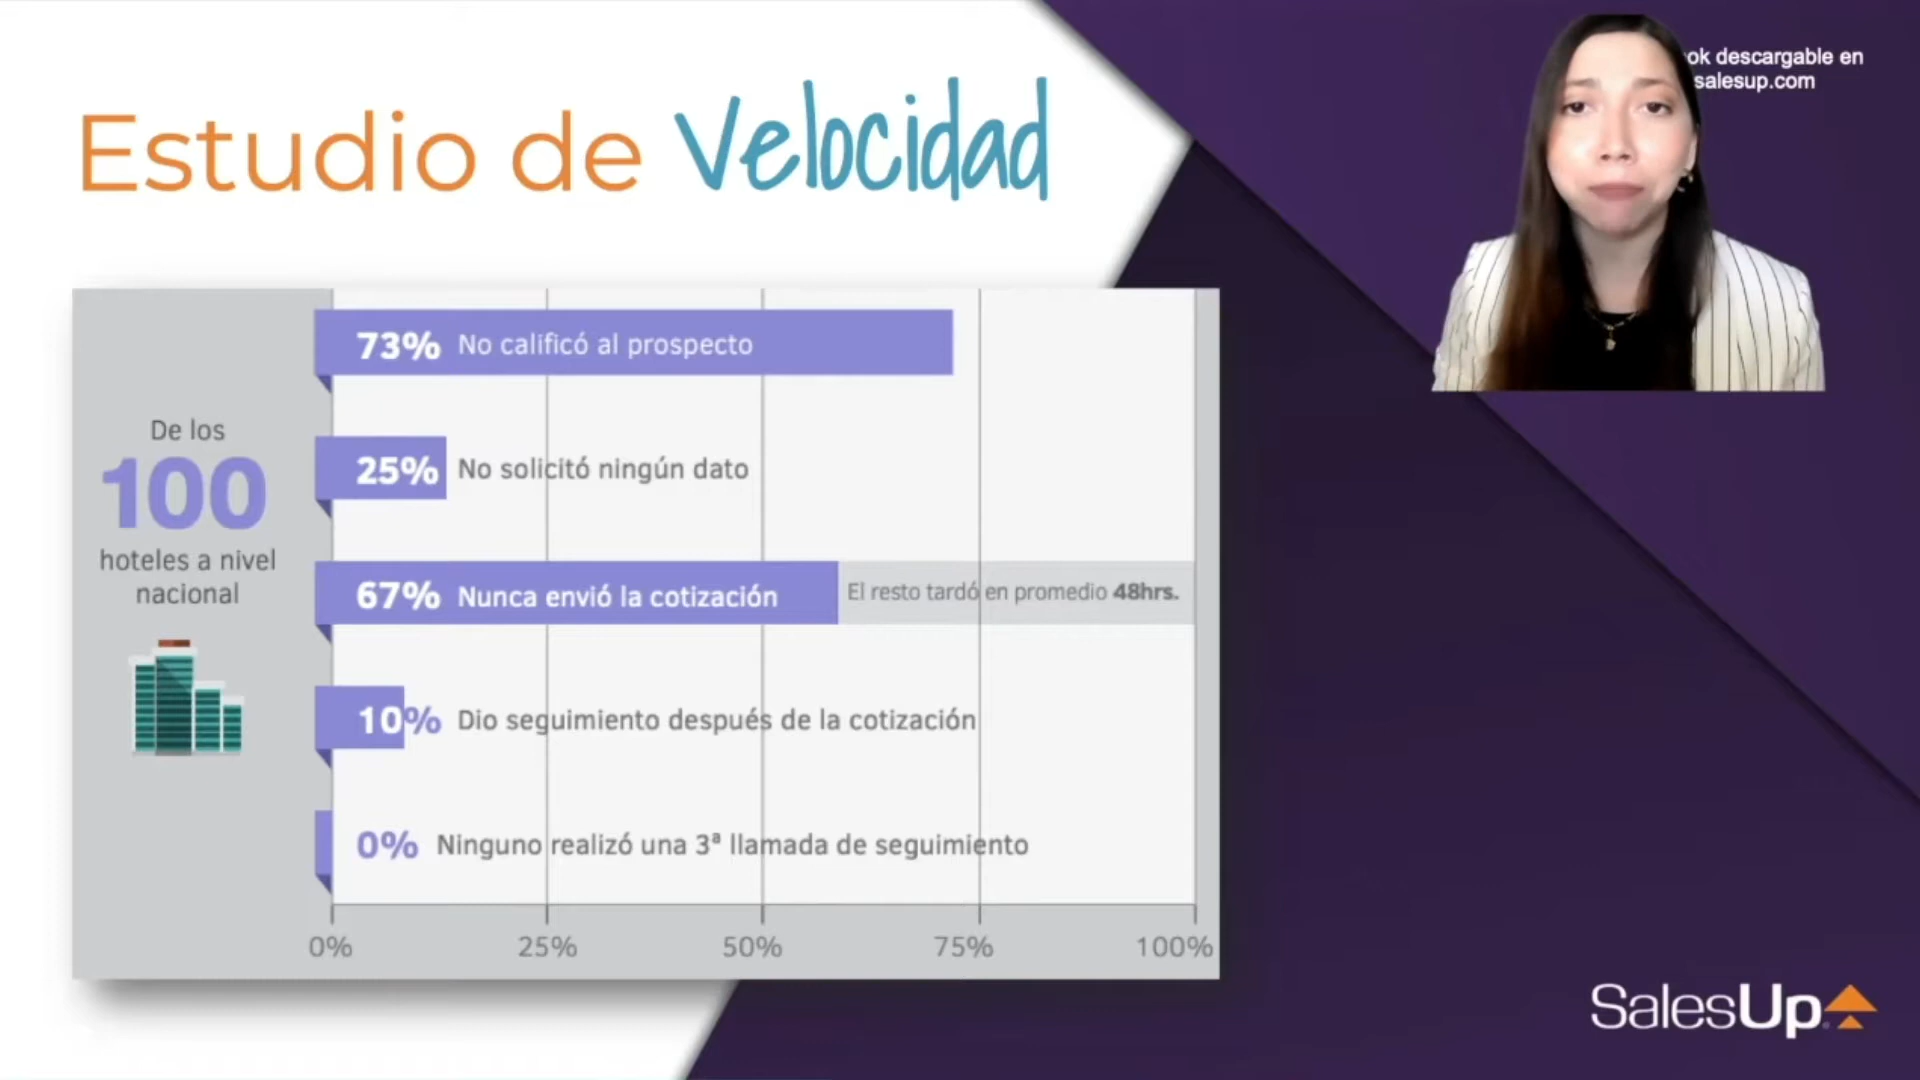 Estudio de Velocidad
descargable en
salesup.com
De los
100
hoteles a nivel
nacional
73% No calificó al prospecto
25% No solicitó ningún dato
67% Nunca envió la cotización El resto tardó en promedio 48hrs.
10% Dio seguimiento después de la cotización
0% Ninguno realizó una 3ª llamada de seguimiento
0% 25% 50% 75% 100%
SalesUp